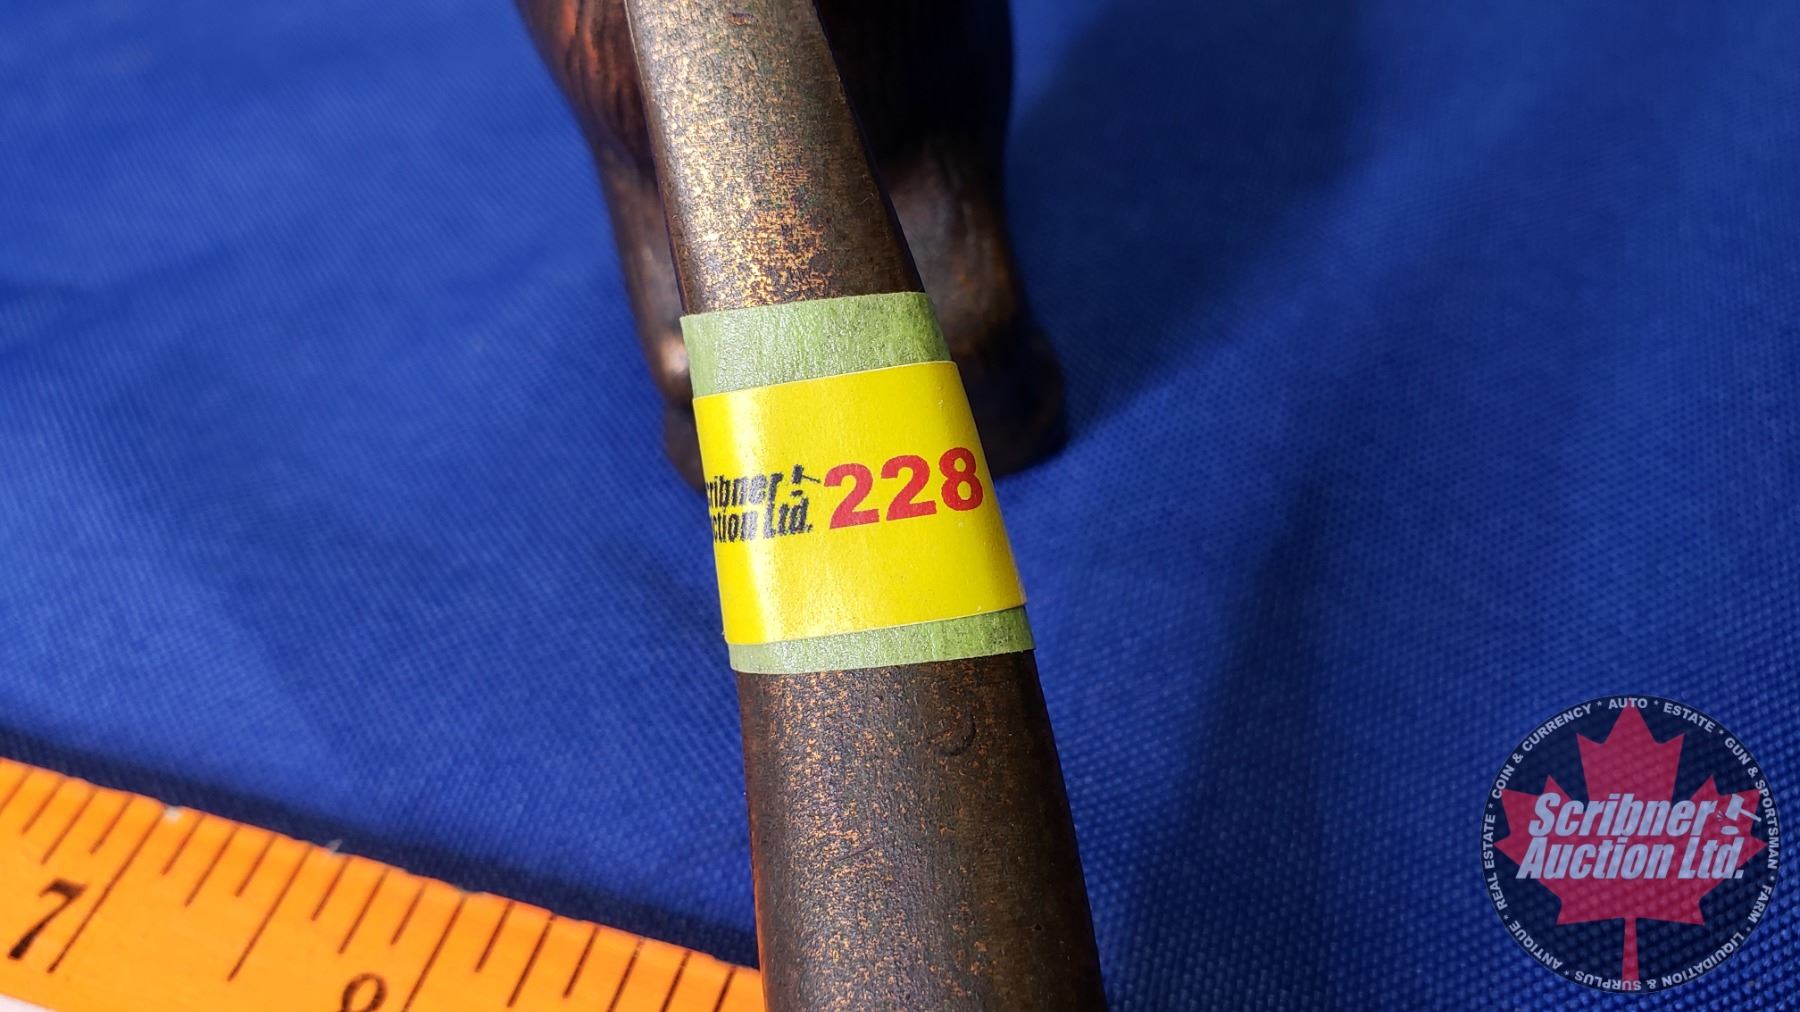 cribner
ction Ltd.
228
7
8
COIN & CURRENCY * AUTO * ESTATE * GUN & SPORTSMAN * FARM * LIQUIDATION & SURPLUS * ANTIQUE * REAL ESTATE *
Scribner
Auction Ltd.